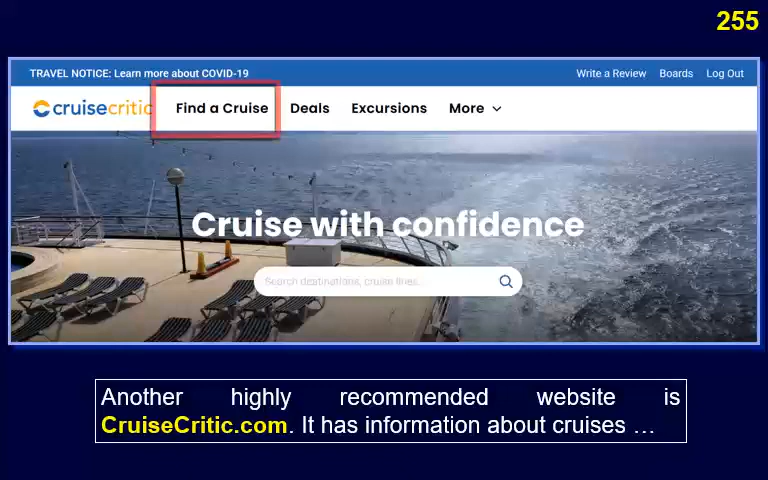 255
TRAVEL NOTICE: Learn more about COVID-19
Write a Review Boards Log Out
cruisecritic Find a Cruise Deals Excursions More
Cruise with confidence
Search destinations, cruise lines...
Another highly recommended website is
CruiseCritic.com. It has information about cruises …